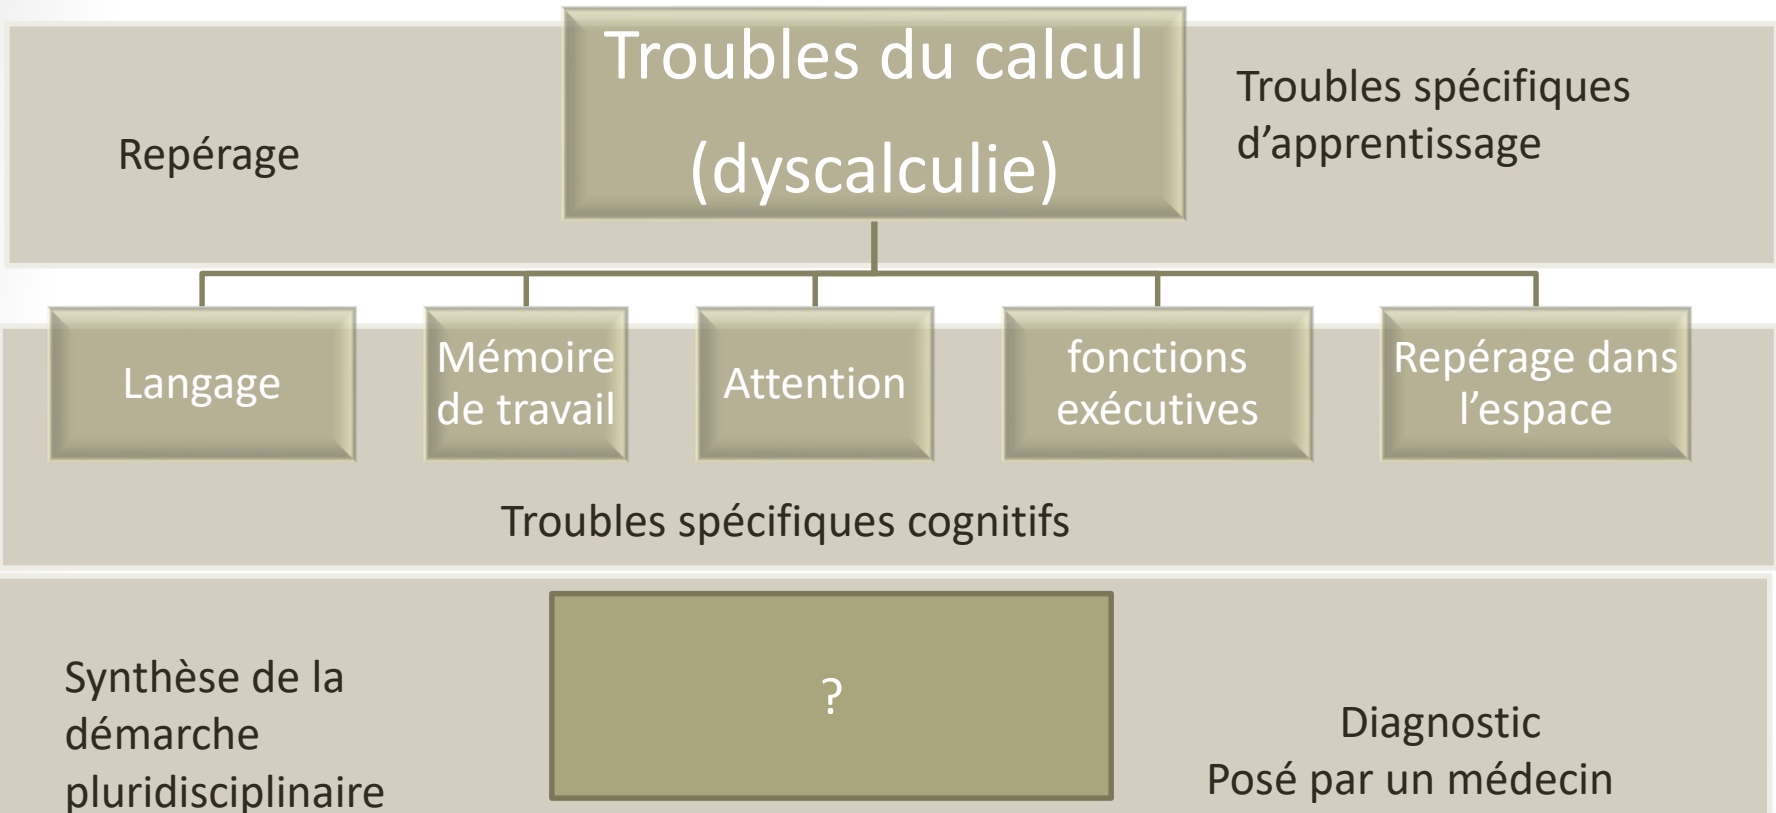 Troubles du calcul
(dyscalculie)
Repérage
Troubles spécifiques
d’apprentissage
Langage
Mémoire
de travail
Attention
fonctions
exécutives
Repérage dans
l’espace
Troubles spécifiques cognitifs
Synthèse de la
démarche
pluridisciplinaire
?
Diagnostic
Posé par un médecin